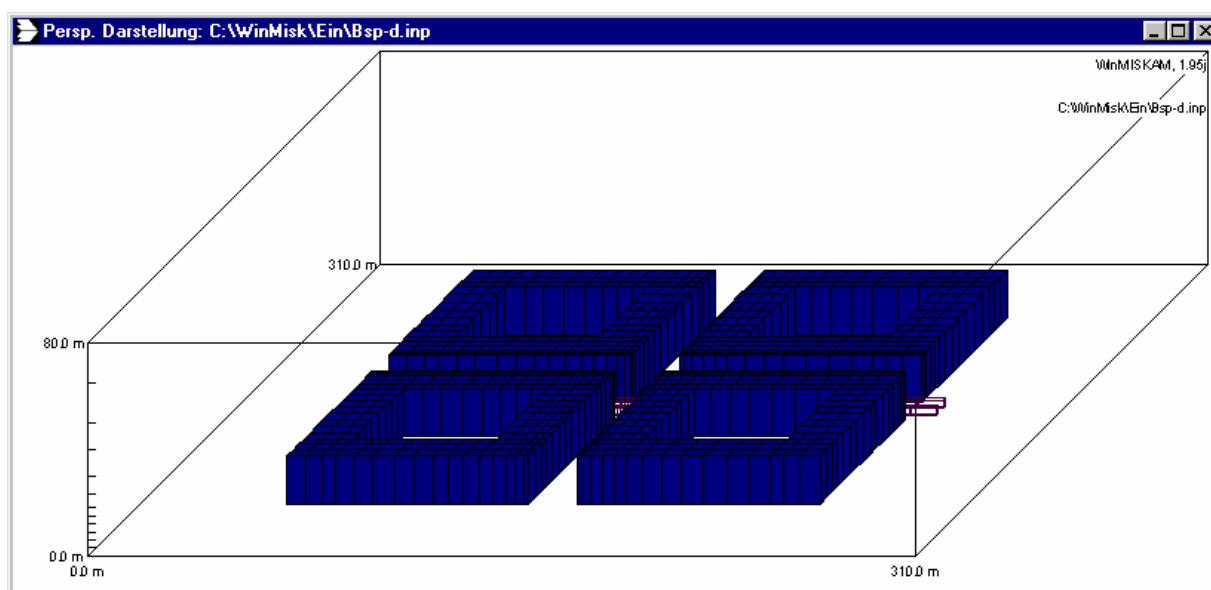 Persp. Darstellung: C:\WinMisk\Ein\Bsp-d.inp
WinMISKAM, 1.95j
C:\WinMisk\Ein\Bsp-d.inp
310.0 m
80.0 m
0.0 m
0.0 m
310.0 m